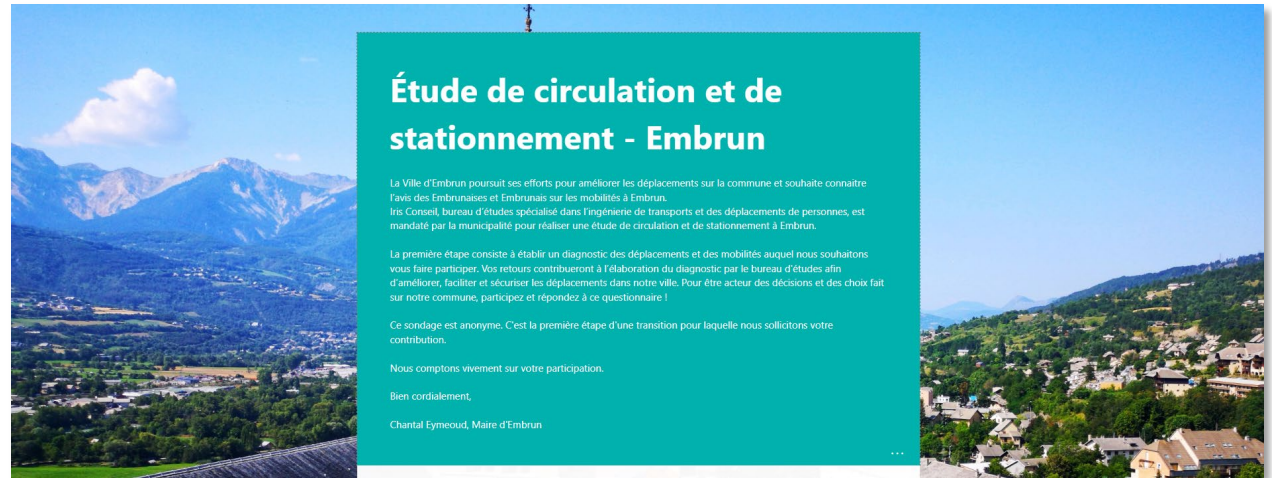 Étude de circulation et de
stationnement - Embrun
La Ville d'Embrun poursuit ses efforts pour améliorer les déplacements sur la commune et souhaite connaitre
l'avis des Embrunaises et Embrunais sur les mobilités à Embrun.
Iris Conseil, bureau d'études spécialisé dans l'ingénierie de transports et des déplacements de personnes, est
mandaté par la municipalité pour réaliser une étude de circulation et de stationnement à Embrun.
La première étape consiste à établir un diagnostic des déplacements et des mobilités auquel nous souhaitons
vous faire participer. Vos retours contribueront à l'élaboration du diagnostic par le bureau d'études afin
d'améliorer, faciliter et sécuriser les déplacements dans notre ville. Pour être acteur des décisions et des choix fait
sur notre commune, participez et répondez à ce questionnaire !
Ce sondage est anonyme. C'est la première étape d'une transition pour laquelle nous sollicitons votre
contribution.
Nous comptons vivement sur votre participation.
Bien cordialement,
Chantal Eymeoud, Maire d'Embrun
...